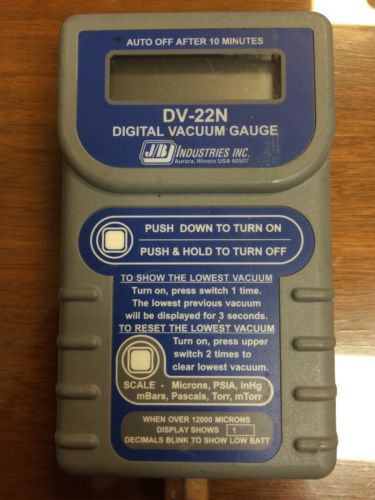 AUTO OFF AFTER 10 MINUTES
DV-22N
DIGITAL VACUUM GAUGE
J/B INDUSTRIES INC.
Aurora, Illinois USA 60507
PUSH DOWN TO TURN ON
PUSH & HOLD TO TURN OFF
TO SHOW THE LOWEST VACUUM
Turn on, press switch 1 time.
The lowest previous vacuum
will be displayed for 3 seconds.
TO RESET THE LOWEST VACUUM
Turn on, press upper
switch 2 times to
clear lowest vacuum.
SCALE - Microns, PSIA, InHg
mBars, Pascals, Torr, mTorr
WHEN OVER 12000 MICRONS
DISPLAY SHOWS 1
DECIMALS BLINK TO SHOW LOW BATT